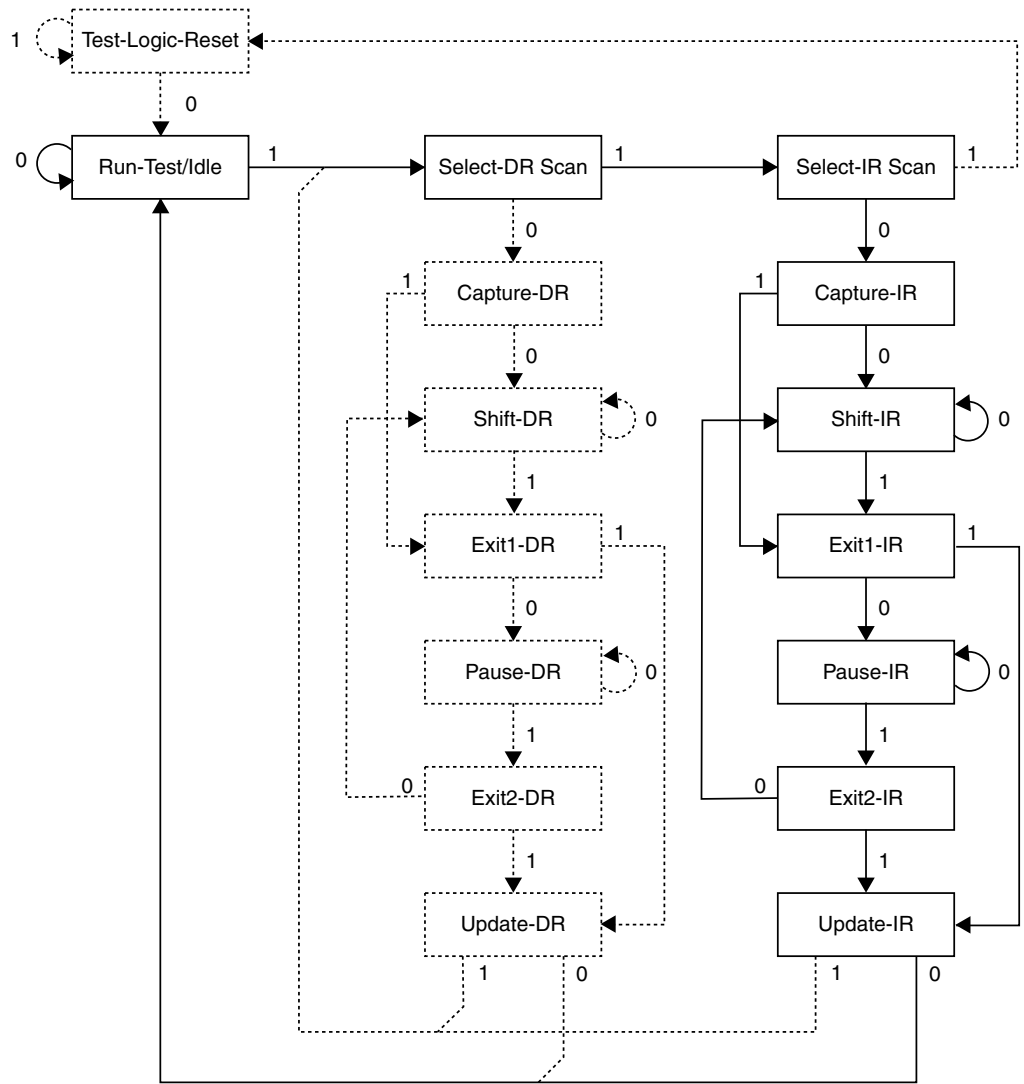 Test-Logic-Reset
1
0
0
Run-Test/Idle
1
Select-DR Scan
1
Select-IR Scan
1
0
0
1
Capture-DR
1
Capture-IR
0
0
Shift-DR
0
Shift-IR
0
1
1
Exit1-DR
1
Exit1-IR
1
0
0
Pause-DR
0
Pause-IR
0
1
1
0
Exit2-DR
0
Exit2-IR
1
1
Update-DR
Update-IR
1
0
1
0